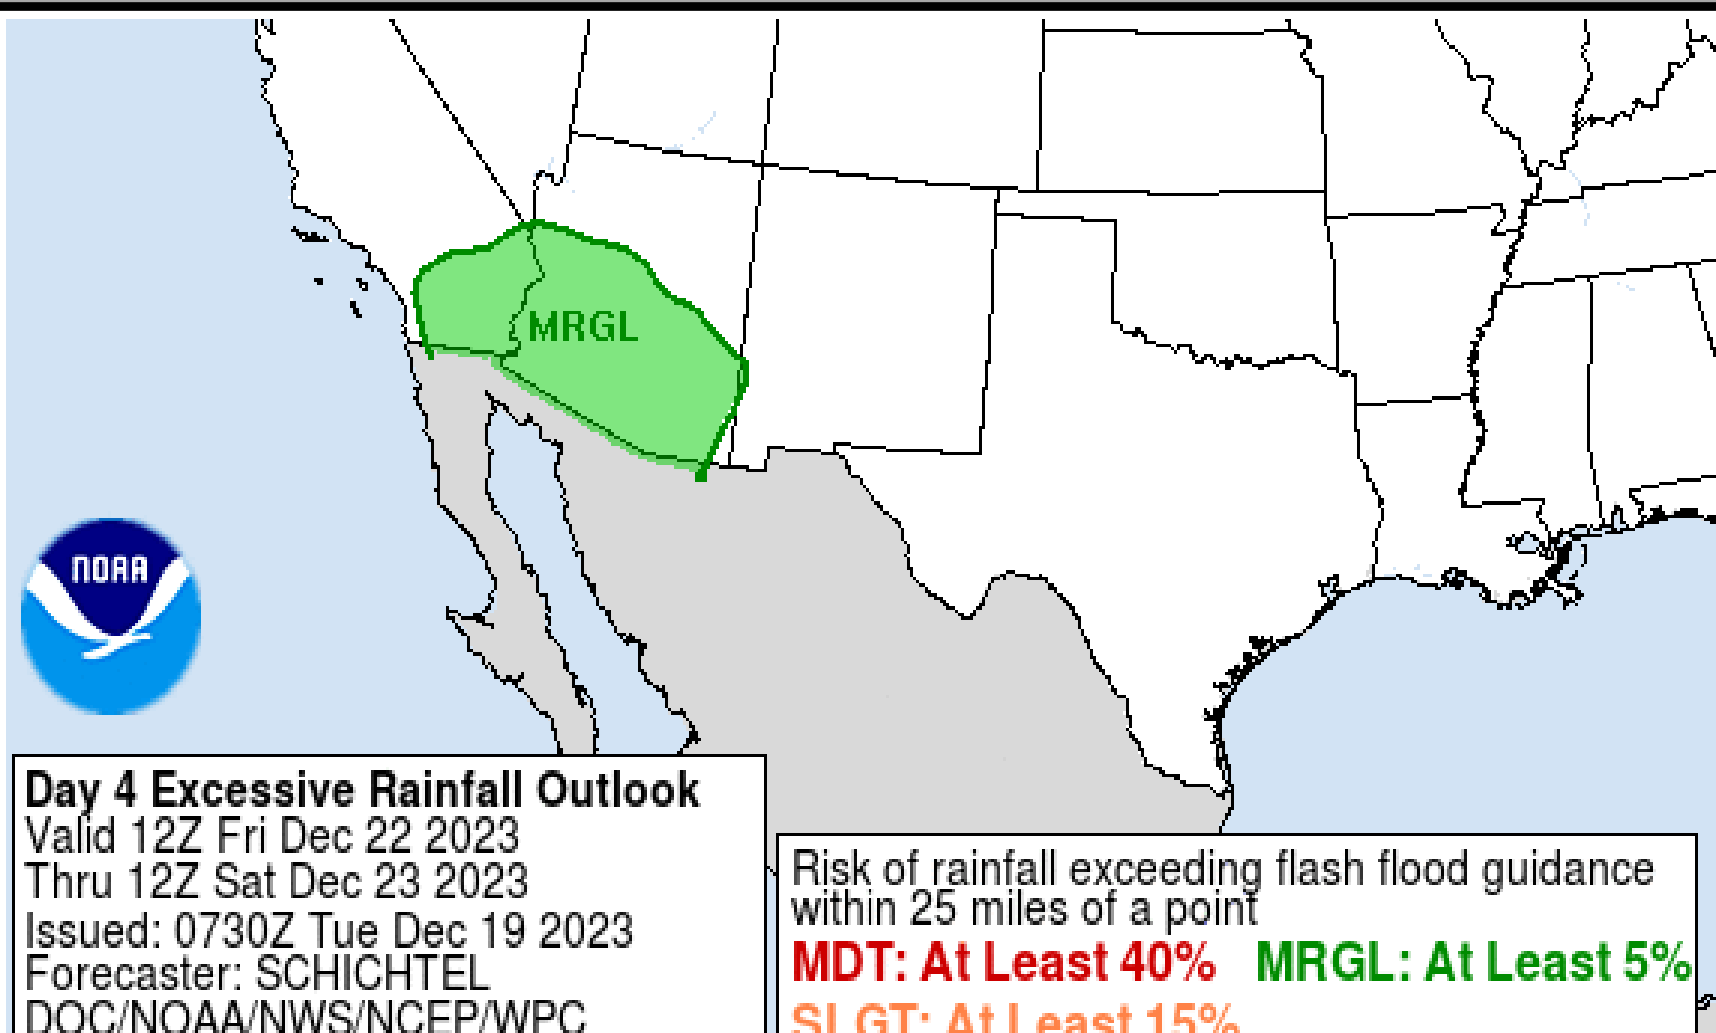 MRGL
NOAA
Day 4 Excessive Rainfall Outlook
Valid 12Z Fri Dec 22 2023
Thru 12Z Sat Dec 23 2023
Issued: 0730Z Tue Dec 19 2023
Forecaster: SCHICHTEL
DOC/NOAA/NWS/NCEP/WPC
Risk of rainfall exceeding flash flood guidance
within 25 miles of a point
MDT: At Least 40% MRGL: At Least 5%
SLGT: At Least 15%